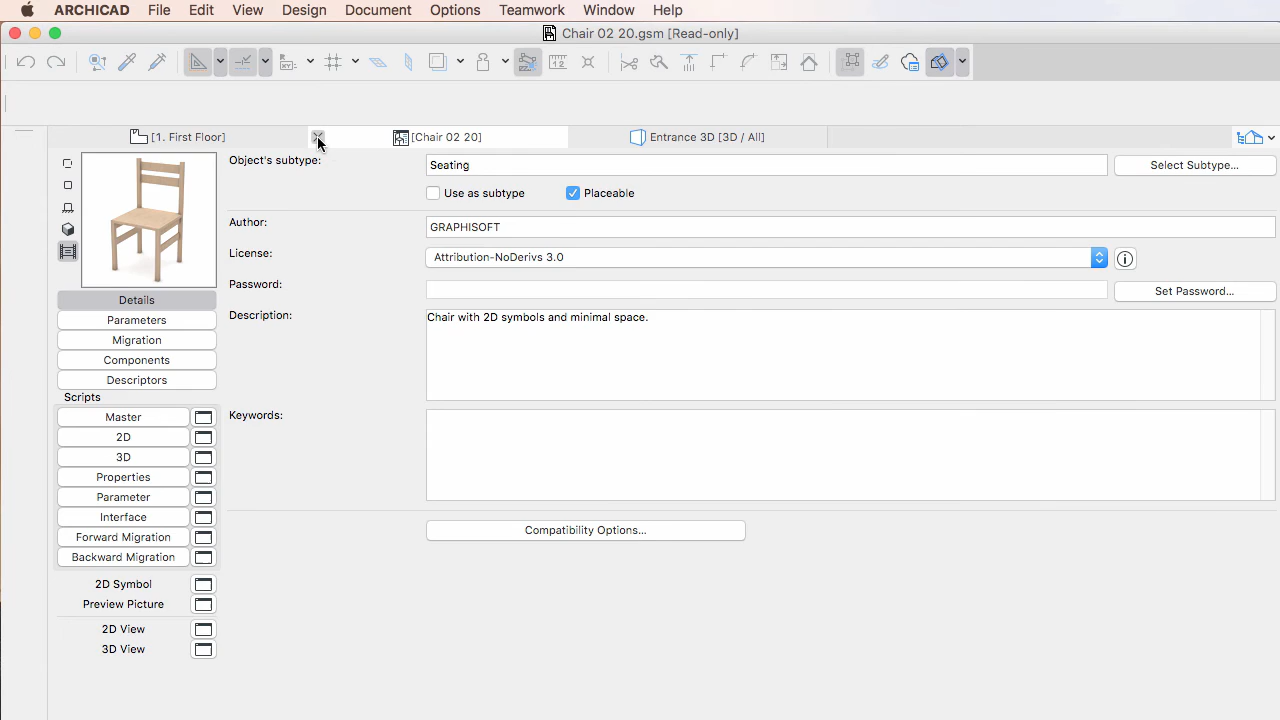 ARCHICAD File Edit View Design Document Options Teamwork Window Help
Chair 02 20.gsm [Read-only]
[1. First Floor] [Chair 02 20] Entrance 3D [3D / All]
Object's subtype: Seating Select Subtype...
Use as subtype Placeable
Author: GRAPHISOFT
License: Attribution-NoDerivs 3.0
Password: Set Password...
Description: Chair with 2D symbols and minimal space.
Details
Parameters
Migration
Components
Descriptors
Scripts
Keywords:
Master
2D
3D
Properties
Parameter
Interface
Forward Migration
Backward Migration
Compatibility Options...
2D Symbol
Preview Picture
2D View
3D View